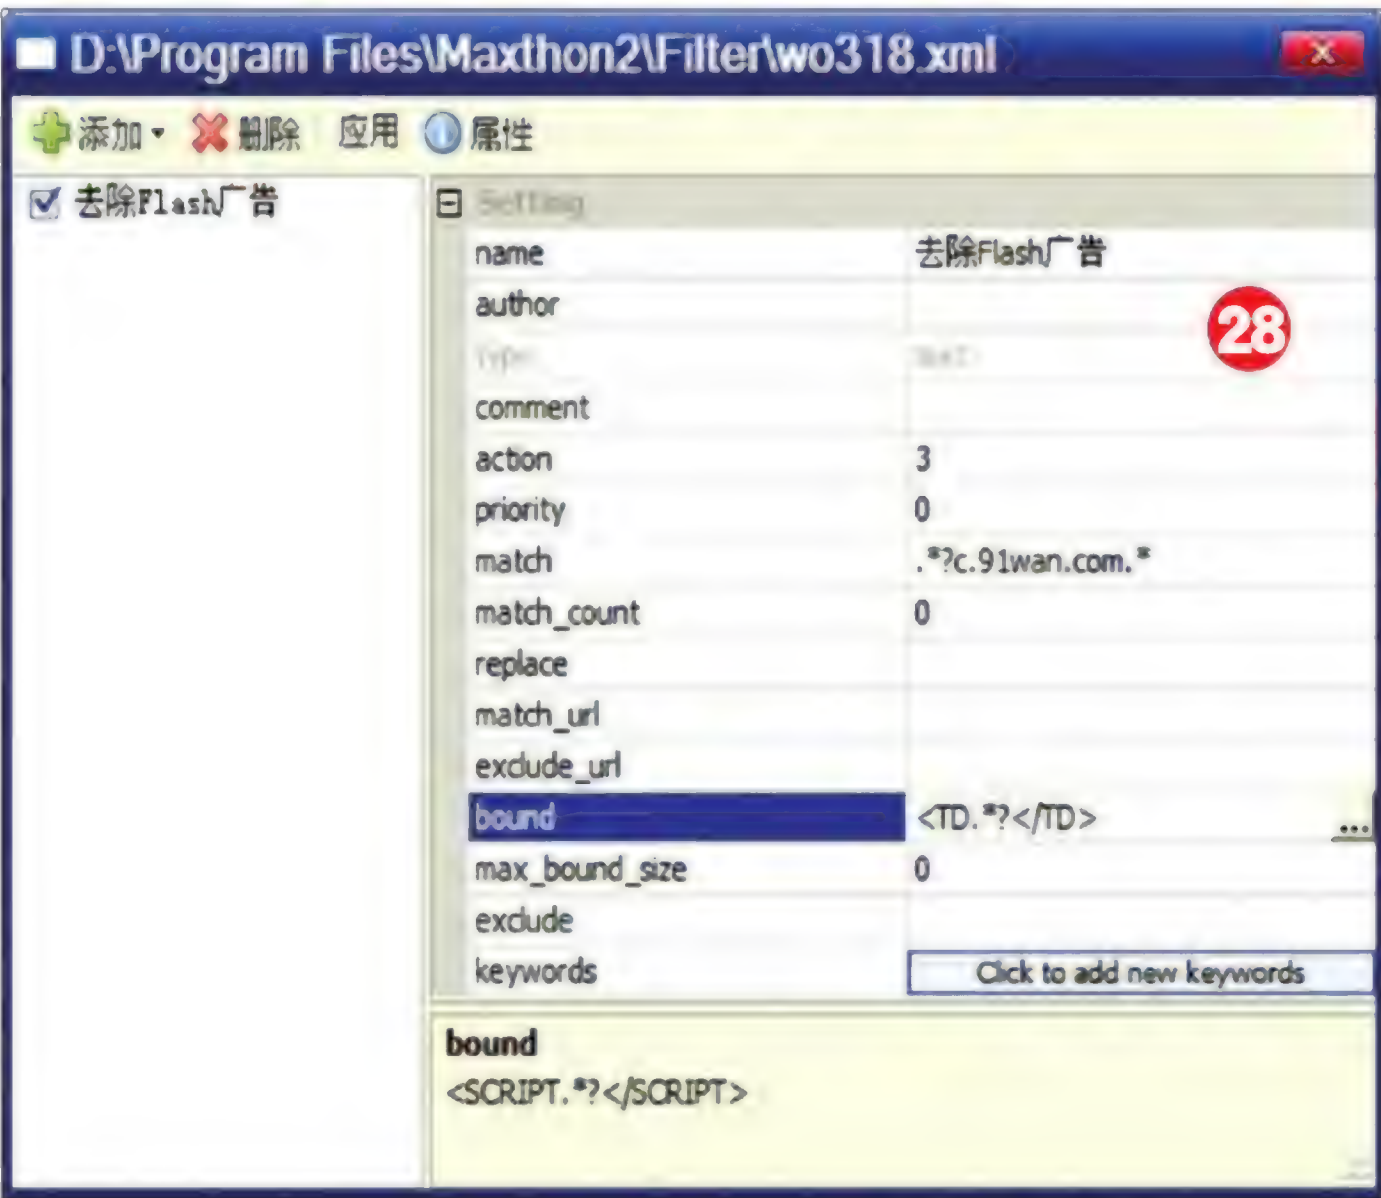 D:\Program Files\Maxthon2\Filter\wo318.xml
添加 删除 应用 属性
去除Flash广告
Setting
name 去除Flash广告
author
28
type
comment
action 3
priority 0
match .*?c.91wan.com.*
match_count 0
replace
match_url
exclude_url
bound <TD.*?</TD> ...
max_bound_size 0
exclude
keywords Click to add new keywords
bound
<SCRIPT.*?</SCRIPT>